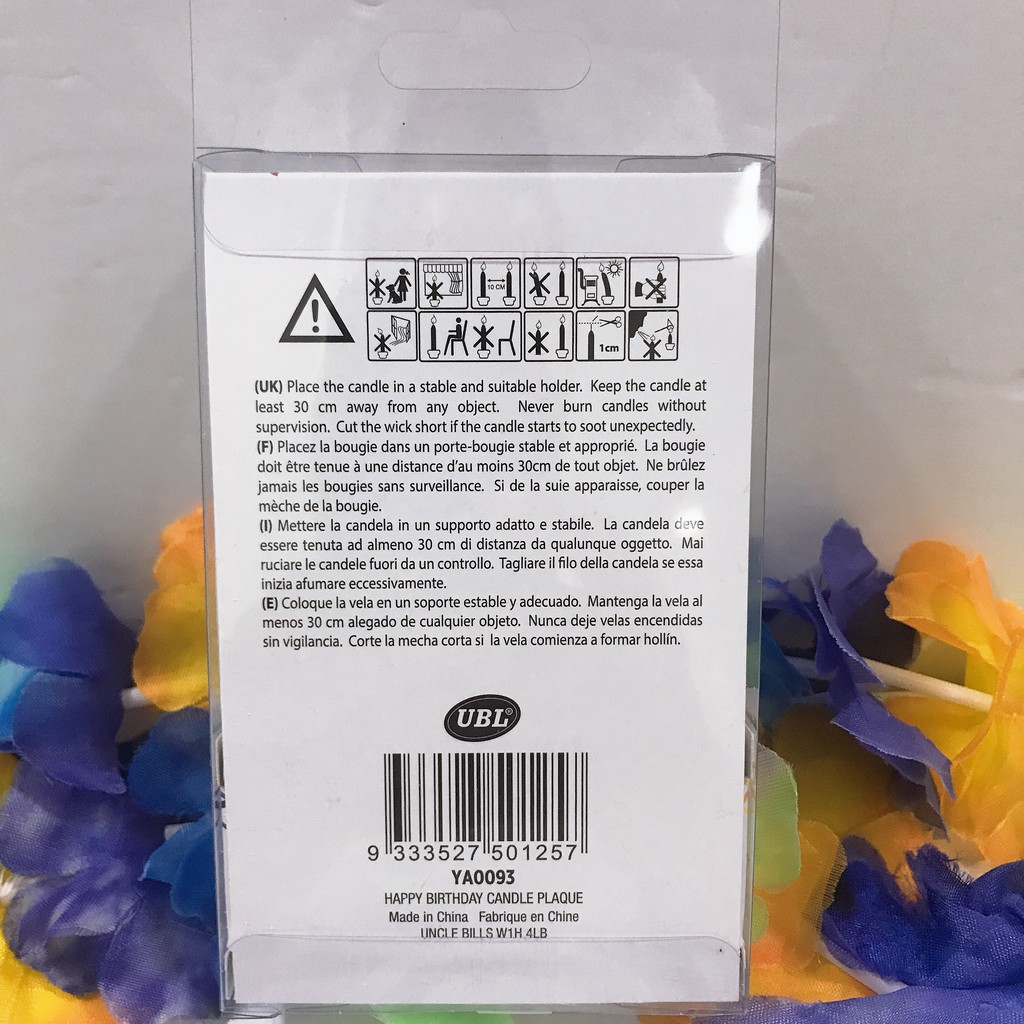 10 CM
1cm
(UK) Place the candle in a stable and suitable holder. Keep the candle at
least 30 cm away from any object. Never burn candles without
supervision. Cut the wick short if the candle starts to soot unexpectedly.
(F) Placez la bougie dans un porte-bougie stable et approprié. La bougie
doit être tenue à une distance d'au moins 30cm de tout objet. Ne brûlez
jamais les bougies sans surveillance. Si de la suie apparaisse, couper la
mèche de la bougie.
(I) Mettere la candela in un supporto adatto e stabile. La candela deve
essere tenuta ad almeno 30 cm di distanza da qualunque oggetto. Mai
ruciare le candele fuori da un controllo. Tagliare il filo della candela se essa
inizia afumare eccessivamente.
(E) Coloque la vela en un soporte estable y adecuado. Mantenga la vela al
menos 30 cm alegado de cualquier objeto. Nunca deje velas encendidas
sin vigilancia. Corte la mecha corta si la vela comienza a formar hollín.
UBL®
9 333527 501257
YA0093
HAPPY BIRTHDAY CANDLE PLAQUE
Made in China Fabrique en Chine
UNCLE BILLS W1H 4LB